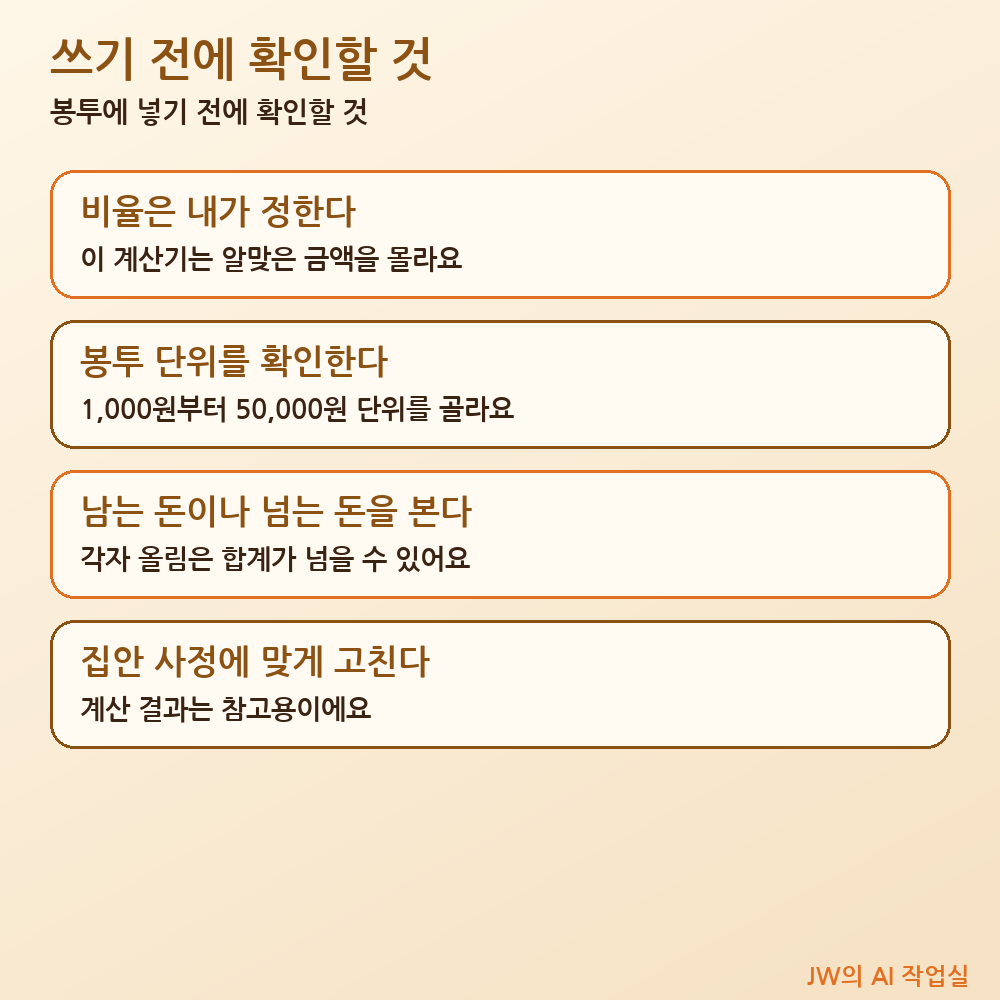 쓰기 전에 확인할 것
봉투에 넣기 전에 확인할 것
비율은 내가 정한다
이 계산기는 알맞은 금액을 몰라요
봉투 단위를 확인한다
1,000원부터 50,000원 단위를 골라요
남는 돈이나 넘는 돈을 본다
각자 올림은 합계가 넘을 수 있어요
집안 사정에 맞게 고친다
계산 결과는 참고용이에요
JW의 AI 작업실